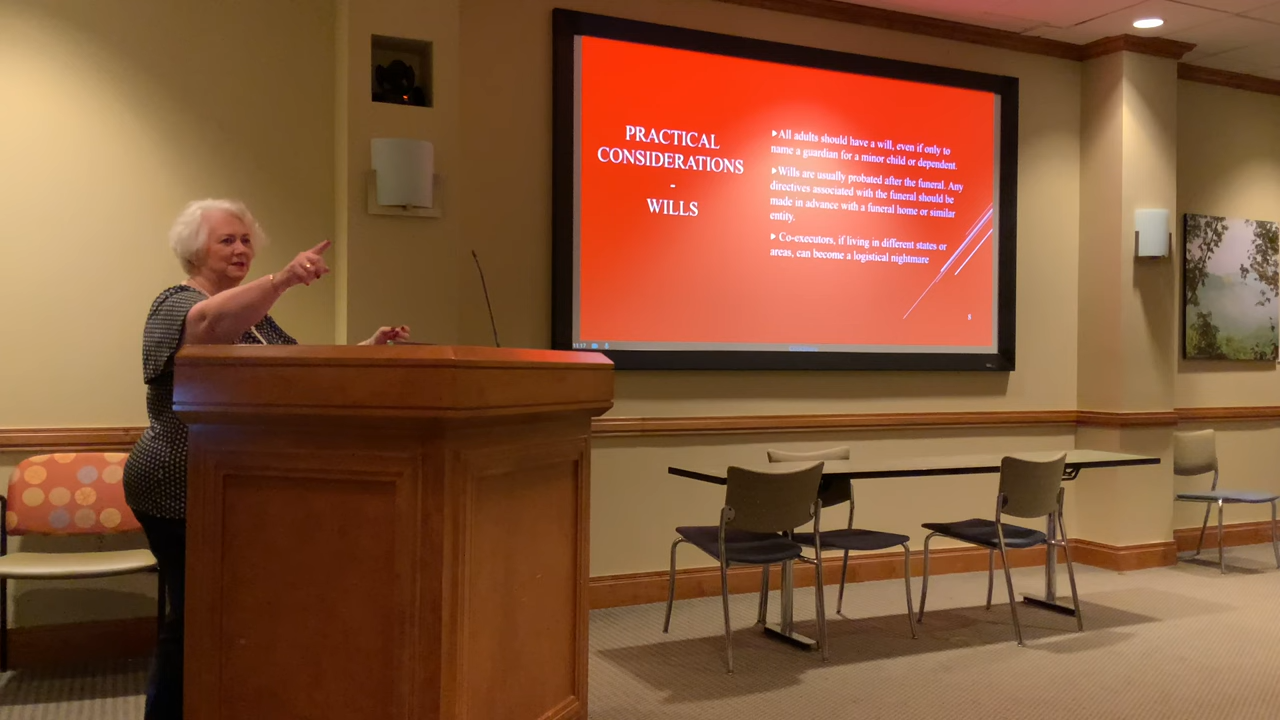 PRACTICAL
CONSIDERATIONS
-
WILLS
▶All adults should have a will, even if only to
name a guardian for a minor child or dependent.
▶Wills are usually probated after the funeral. Any
directives associated with the funeral should be
made in advance with a funeral home or similar
entity.
▶ Co-executors, if living in different states or
areas, can become a logistical nightmare